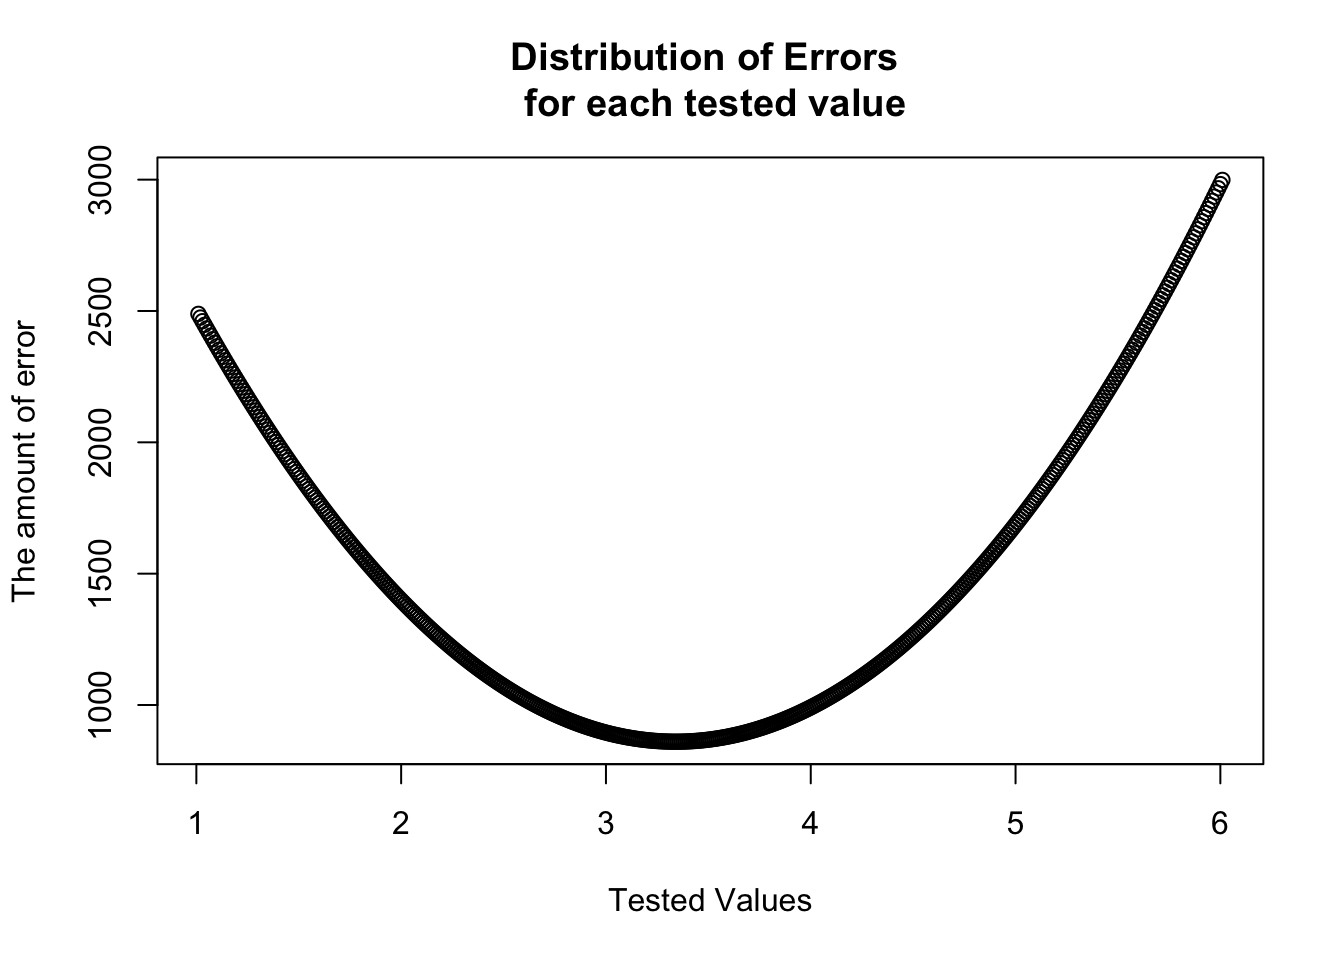 Distribution of Errors
for each tested value
The amount of error
3000
2500
2000
1500
1000
1 2 3 4 5 6
Tested Values